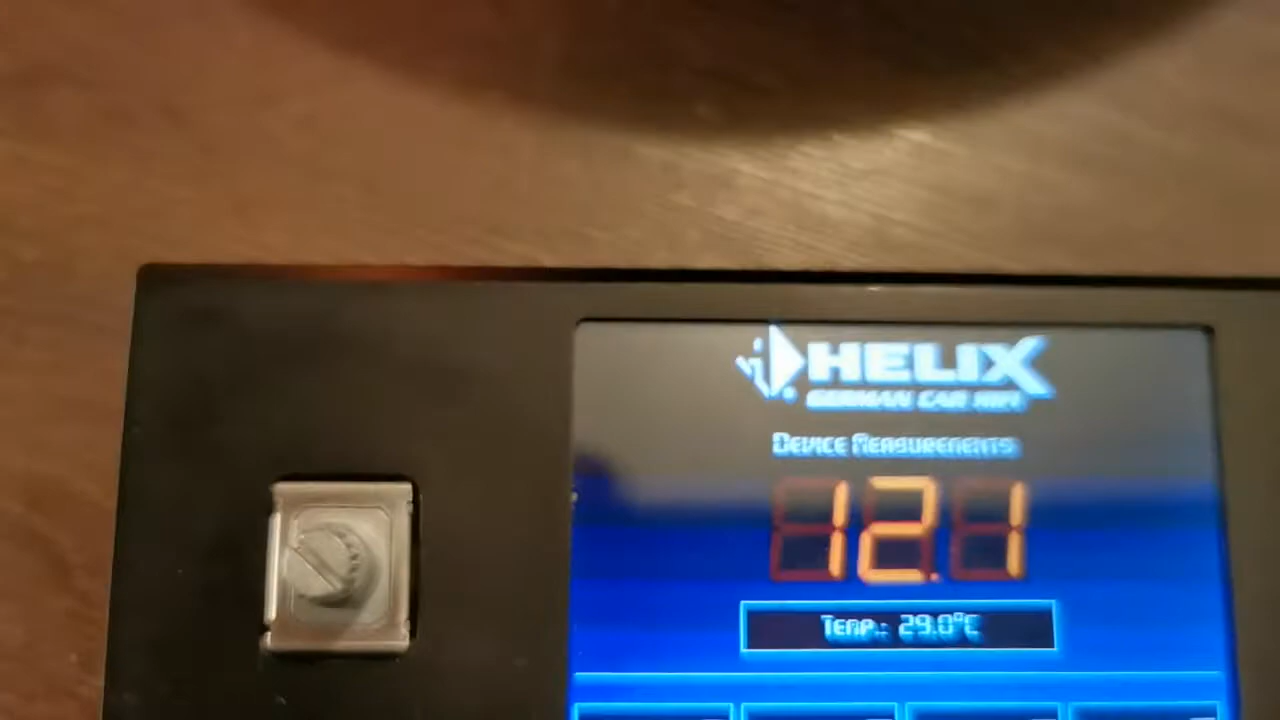 HELIX
GERMAN CAR HIFI
DEVICE MEASUREMENTS
12.1
TEMP.: 29.0°C